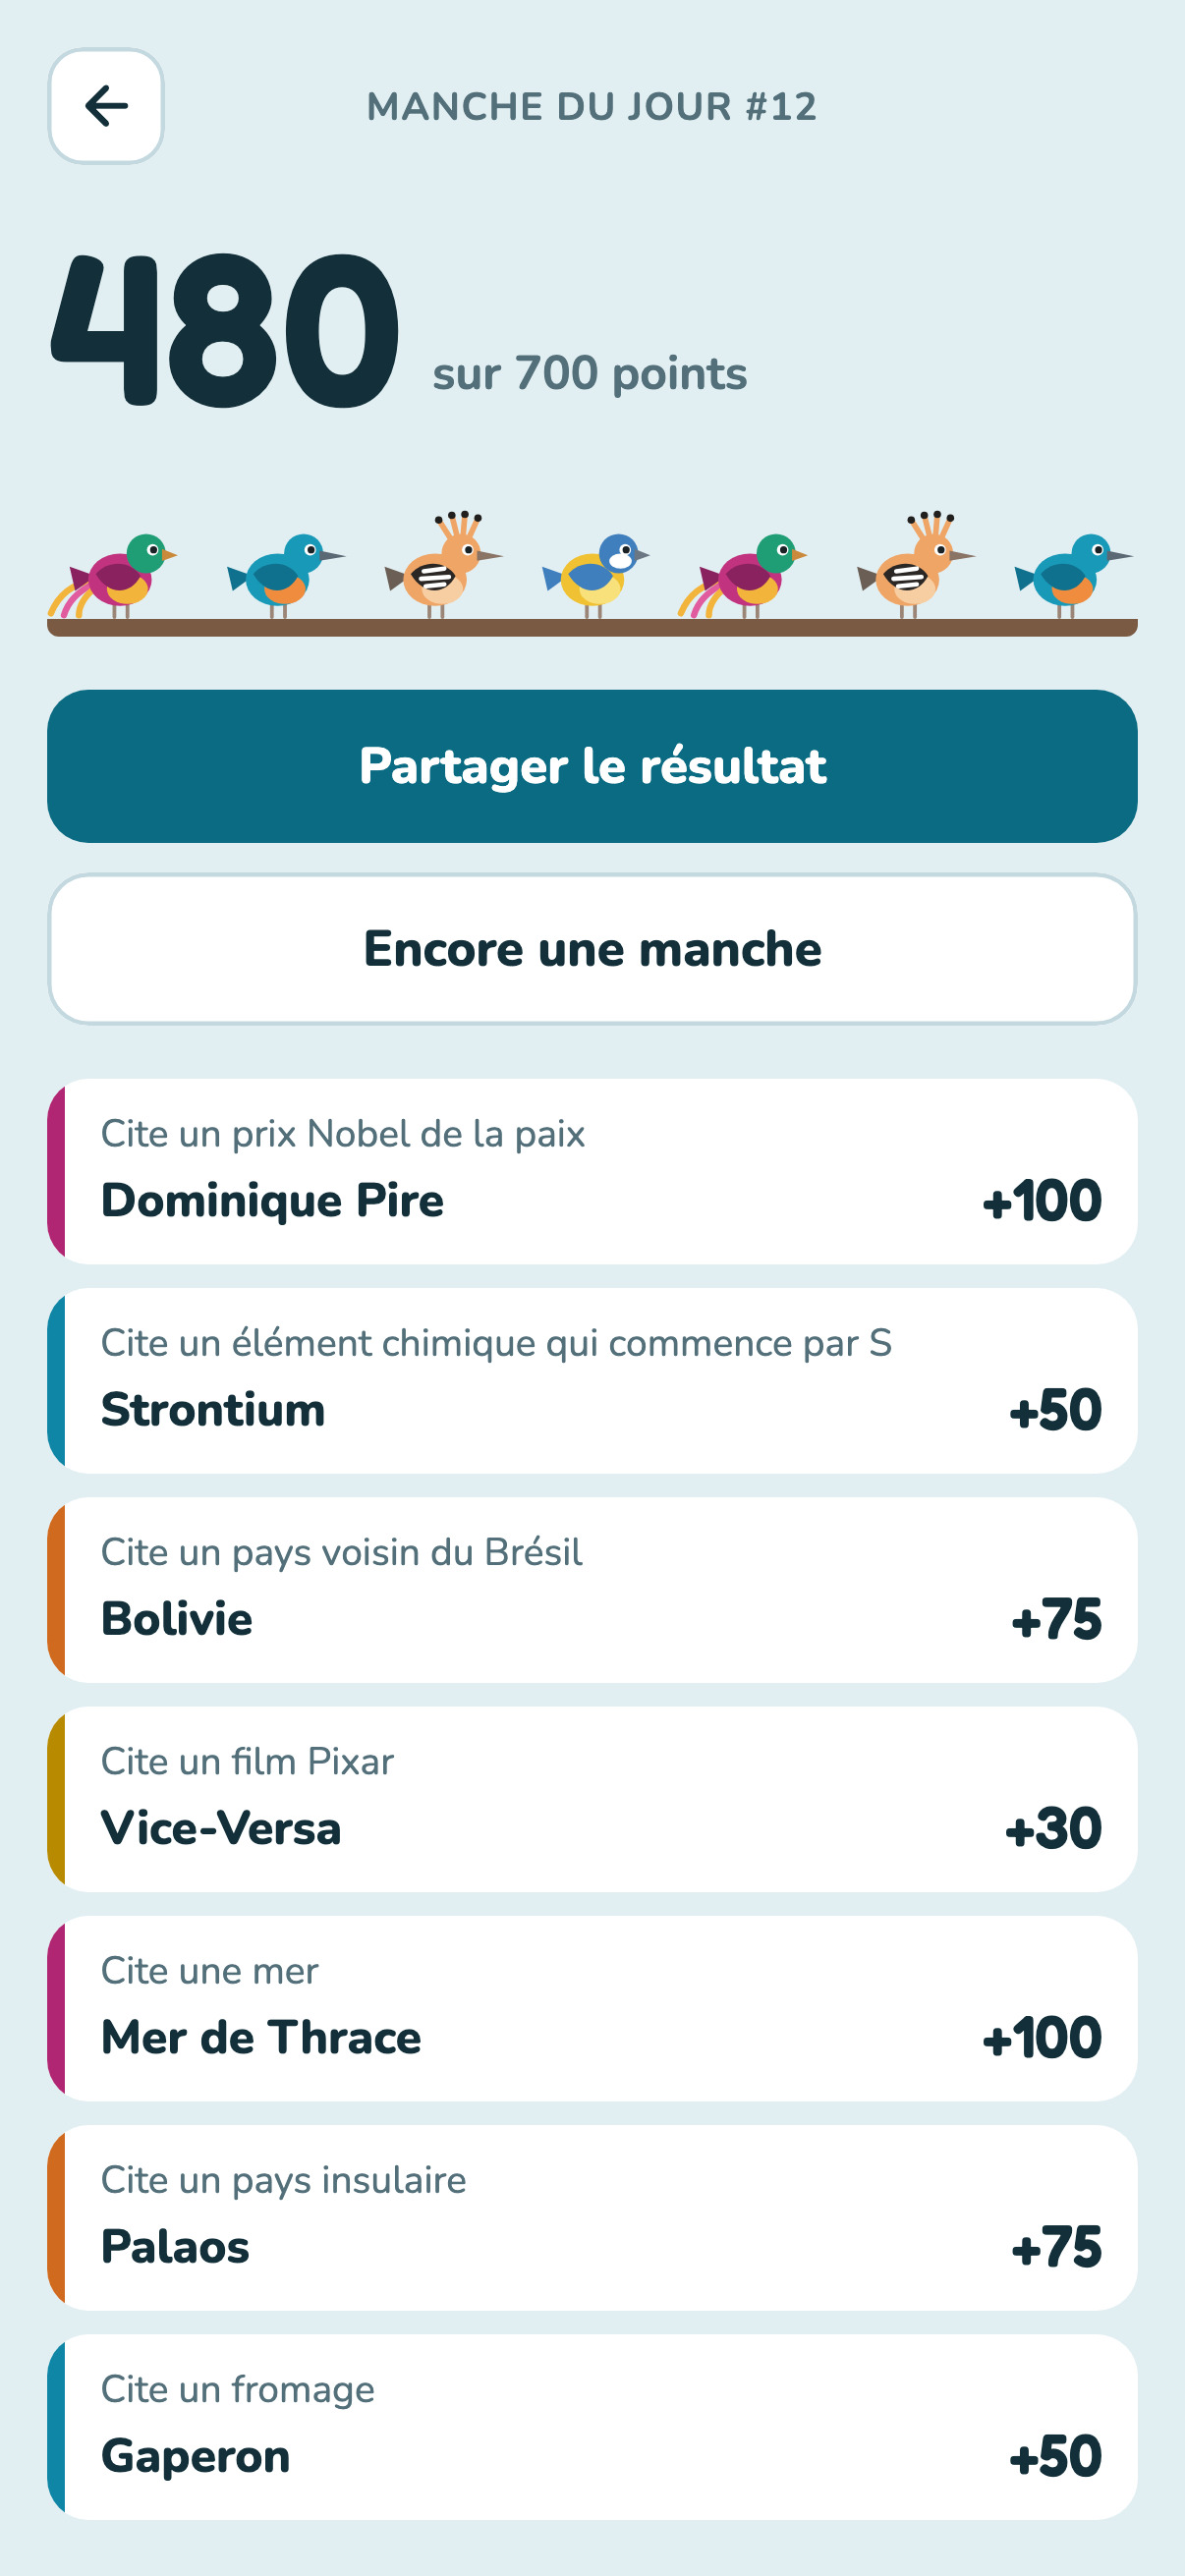 MANCHE DU JOUR #12
480 sur 700 points
Partager le résultat
Encore une manche
Cite un prix Nobel de la paix
Dominique Pire +100
Cite un élément chimique qui commence par S
Strontium +50
Cite un pays voisin du Brésil
Bolivie +75
Cite un film Pixar
Vice-Versa +30
Cite une mer
Mer de Thrace +100
Cite un pays insulaire
Palaos +75
Cite un fromage
Gaperon +50